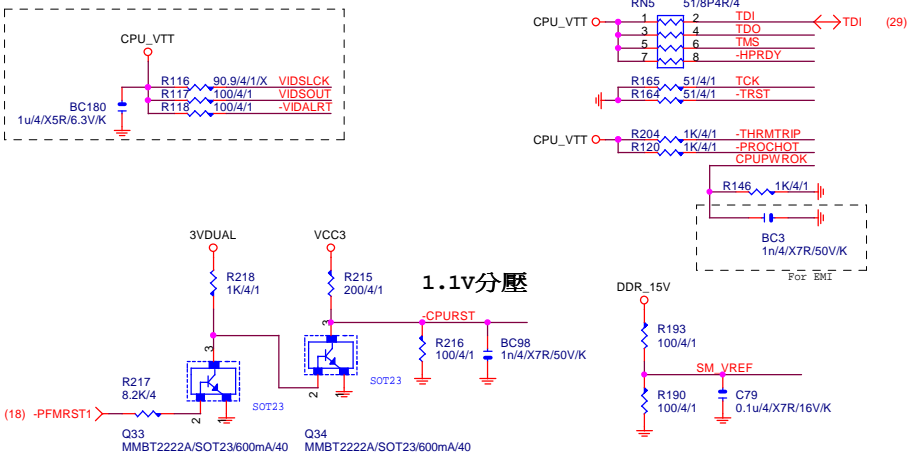 CPU_VTT
R116 90.9/4/1/X VIDSLCK
R117 100/4/1 VIDSOUT
R118 100/4/1 -VIDALRT
BC180
1u/4/X5R/6.3V/K
RN5 51/8P4R/4
CPU_VTT 1 2 TDI TDI (29)
3 4 TDO
5 6 TMS
7 8 -HPRDY
R165 51/4/1 TCK
R164 51/4/1 -TRST
CPU_VTT R204 1K/4/1 -THRMTRIP
R120 1K/4/1 -PROCHOT
CPUPWROK
R146 1K/4/1
BC3
1n/4/X7R/50V/K
For EMI
3VDUAL
VCC3
R218
1K/4/1
R215
200/4/1
1.1V分壓
-CPURST
R216
100/4/1
BC98
1n/4/X7R/50V/K
3
3
SOT23
SOT23
2
1
2
1
R217
8.2K/4
(18) -PFMRST1
Q33
MMBT2222A/SOT23/600mA/40
Q34
MMBT2222A/SOT23/600mA/40
DDR_15V
R193
100/4/1
SM_VREF
R190
100/4/1
C79
0.1u/4/X7R/16V/K